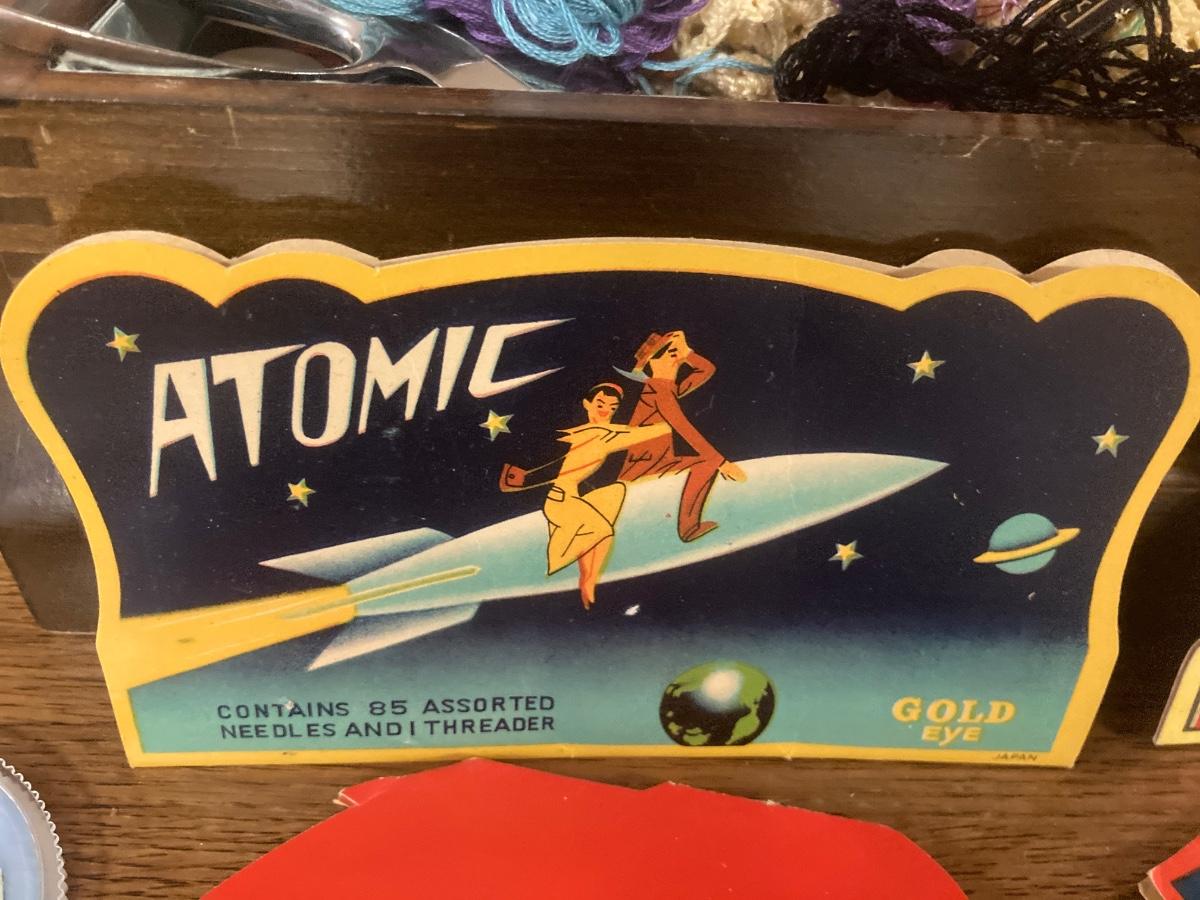 ATOMIC
CONTAINS 85 ASSORTED
NEEDLES AND 1 THREADER
GOLD
EYE
JAPAN